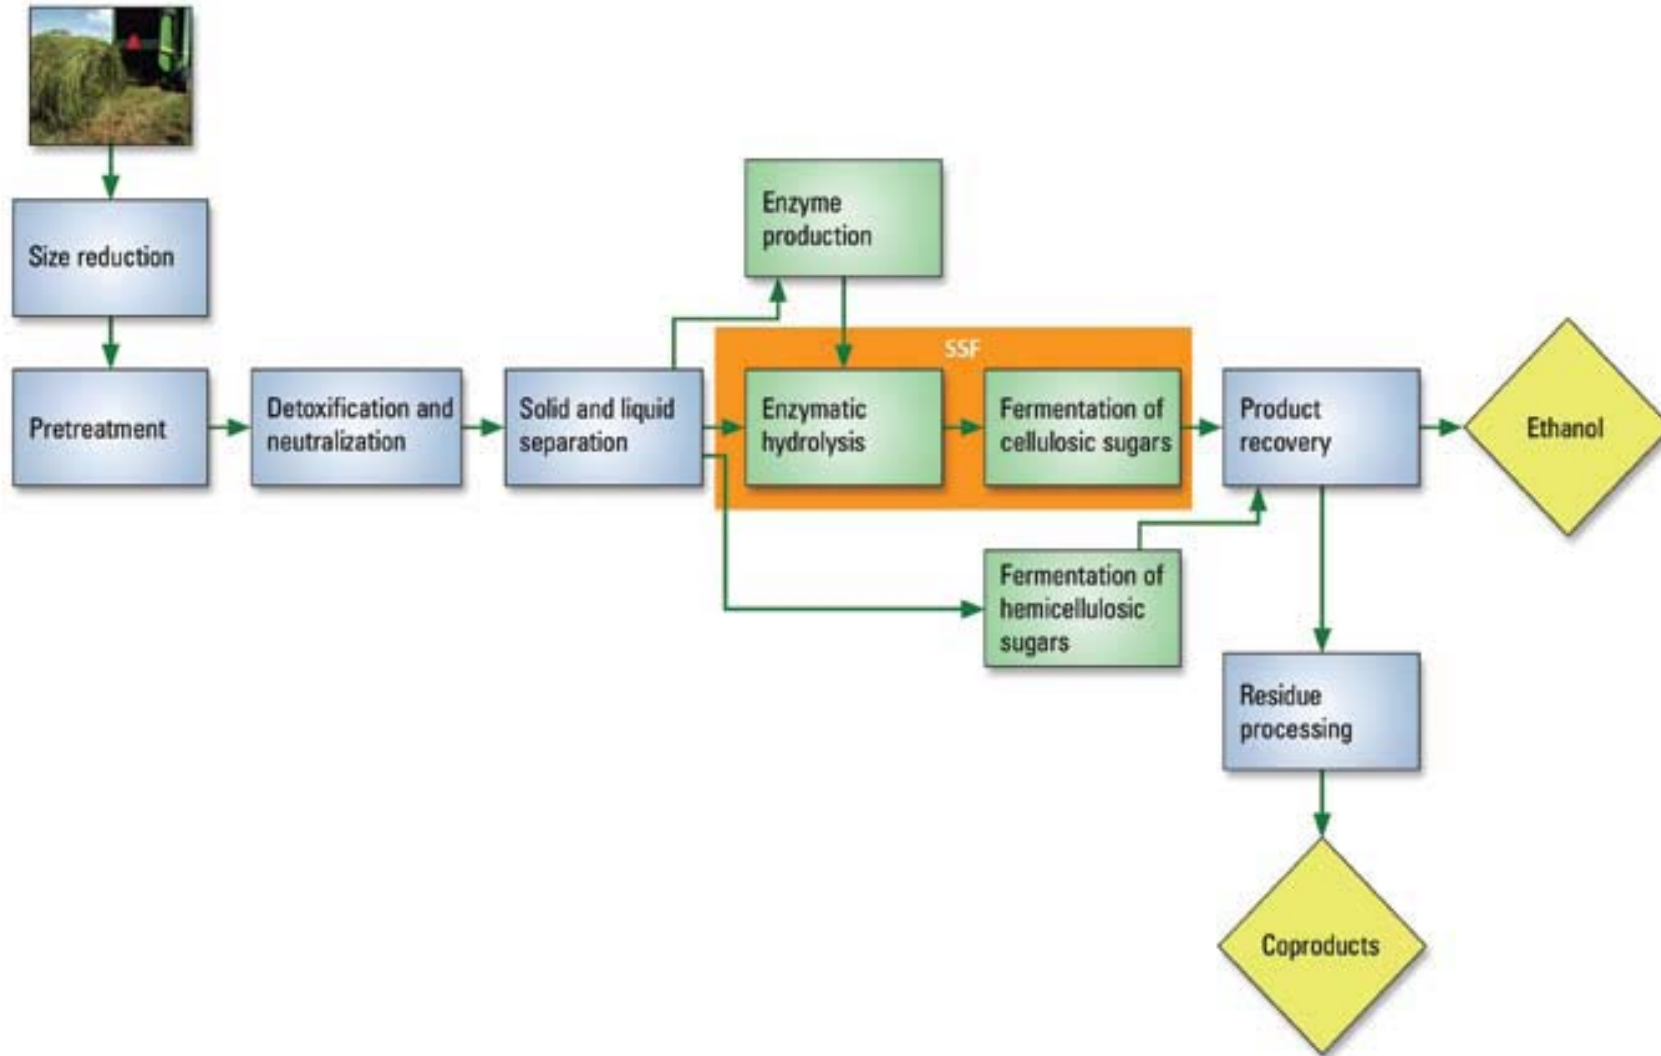 Size reduction
Pretreatment
Detoxification and
neutralization
Solid and liquid
separation
Enzyme
production
SSF
Enzymatic
hydrolysis
Fermentation of
cellulosic sugars
Fermentation of
hemicellulosic
sugars
Product
recovery
Ethanol
Residue
processing
Coproducts